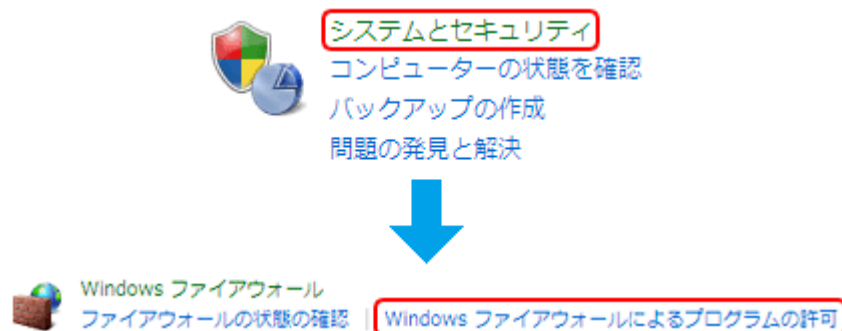 システムとセキュリティ
コンピューターの状態を確認
バックアップの作成
問題の発見と解決
Windows ファイアウォール
ファイアウォールの状態の確認 | Windows ファイアウォールによるプログラムの許可